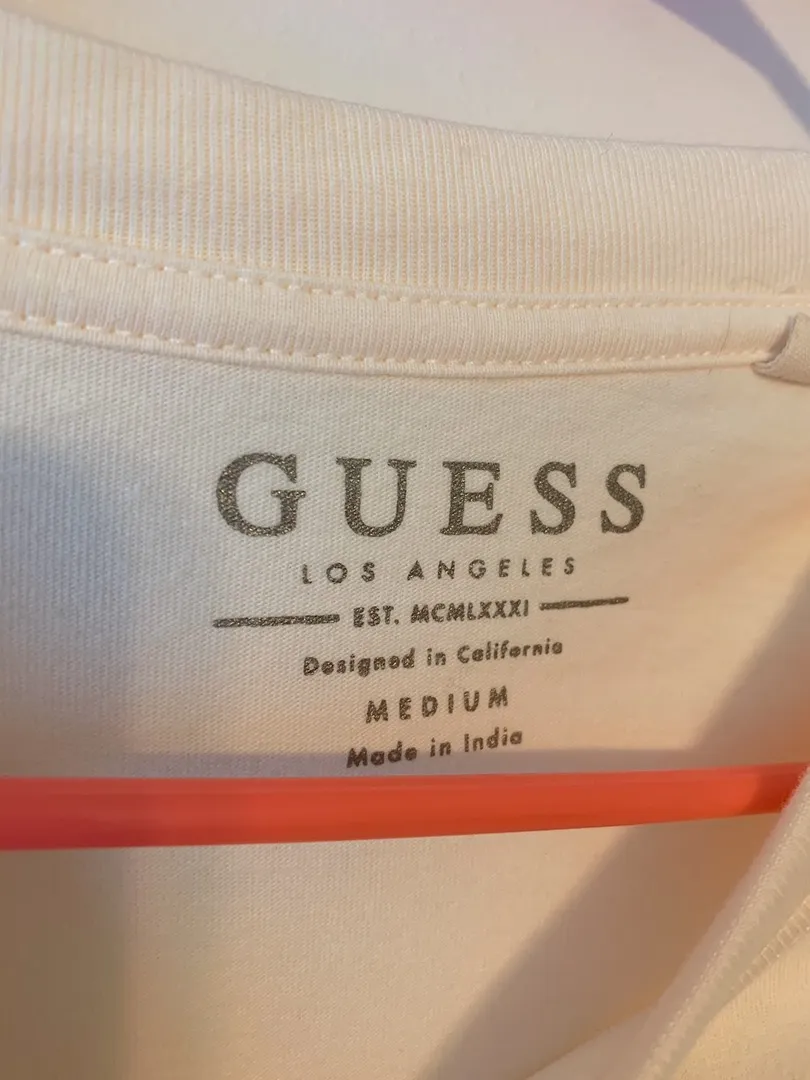 GUESS
LOS ANGELES
EST. MCMLXXXI
Designed in California
MEDIUM
Made in India